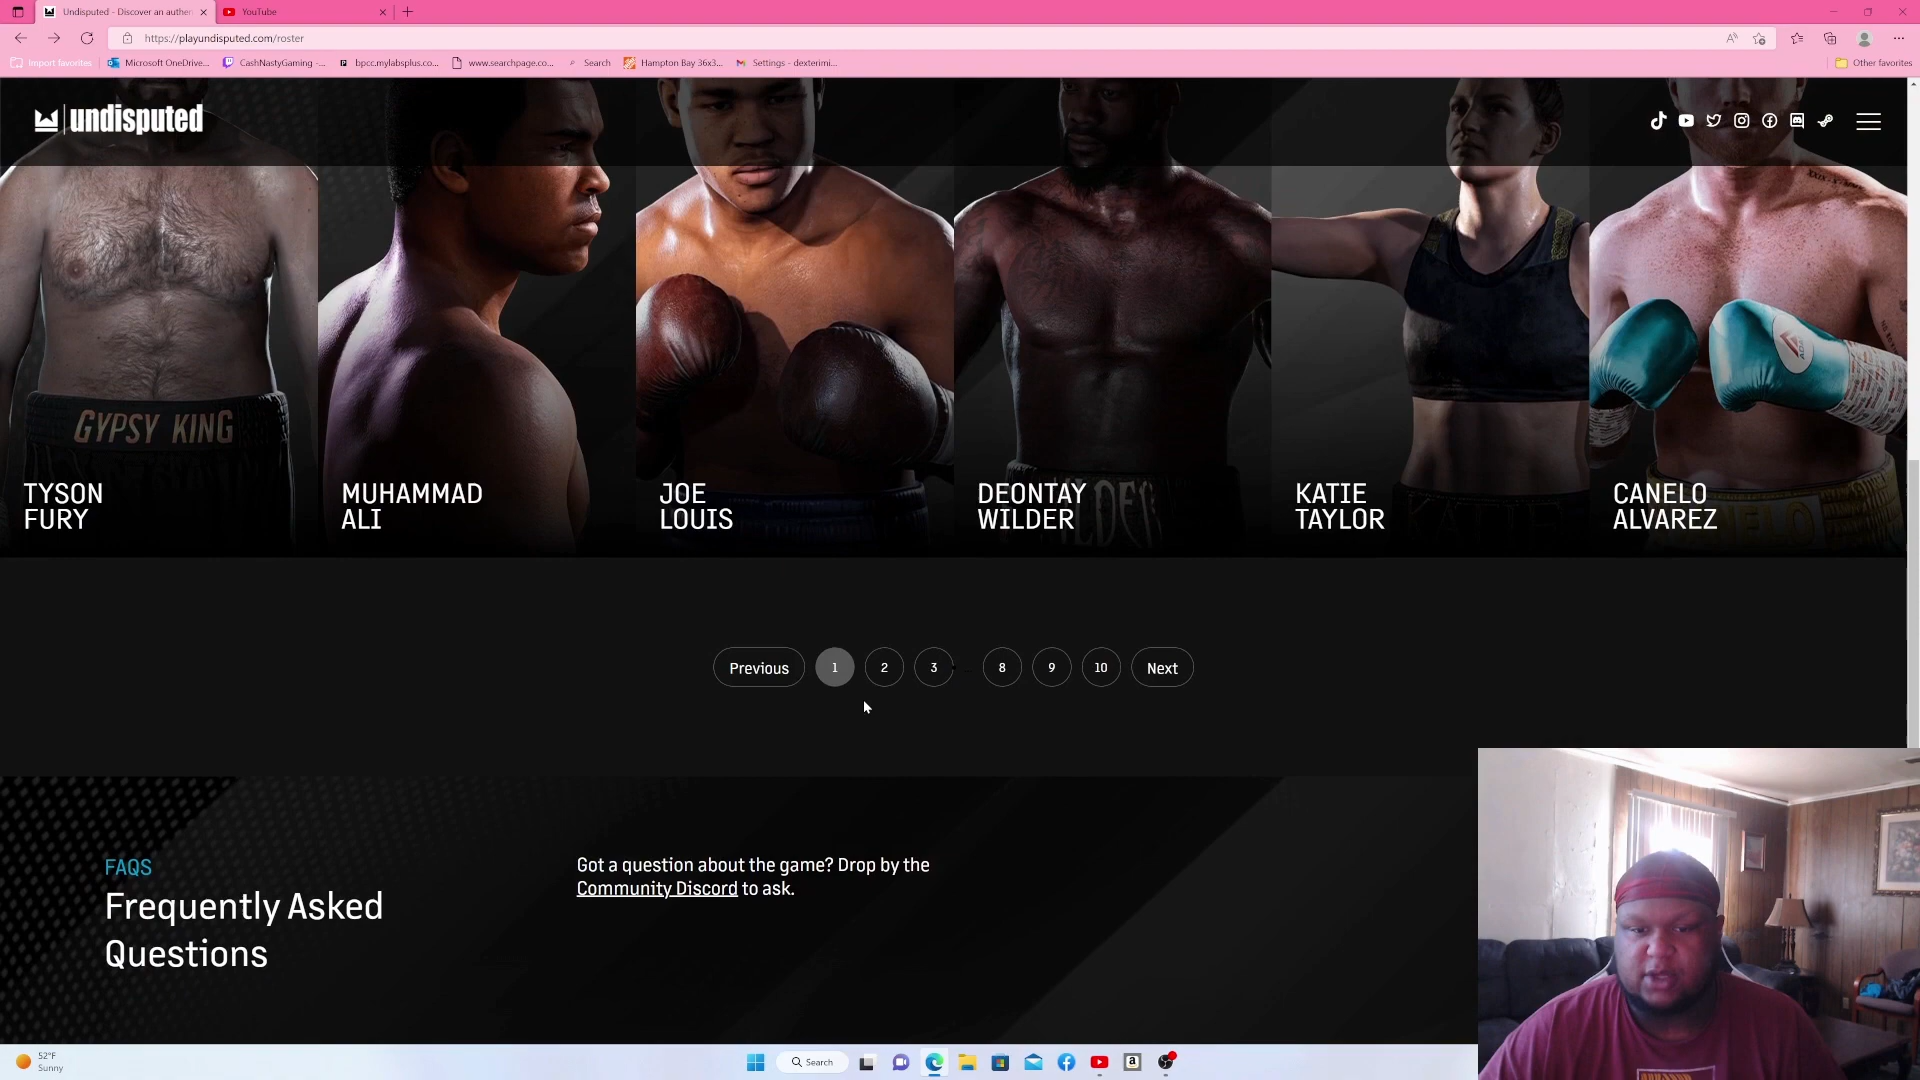 Undisputed - Discover an authen
YouTube
https://playundisputed.com/roster
Import favorites
Microsoft OneDrive...
CashNastyGaming -...
bpcc.mylabsplus.co...
www.searchpage.co...
Search
Hampton Bay 36x3...
Settings - dexterimi...
Other favorites
undisputed
GYPSY KING
TYSON
FURY
MUHAMMAD
ALI
JOE
LOUIS
DEONTAY
WILDER
KATIE
TAYLOR
CANELO
ALVAREZ
Previous
1
2
3
...
8
9
10
Next
FAQS
Frequently Asked
Questions
Got a question about the game? Drop by the
Community Discord to ask.
52°F
Sunny
Search